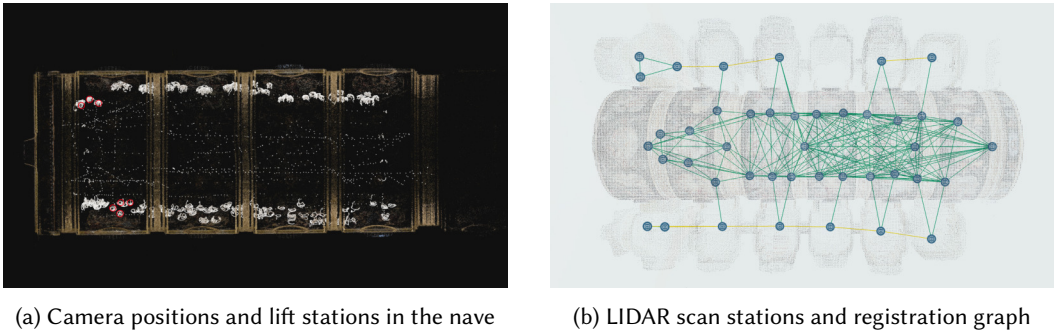 (a) Camera positions and lift stations in the nave
(b) LIDAR scan stations and registration graph